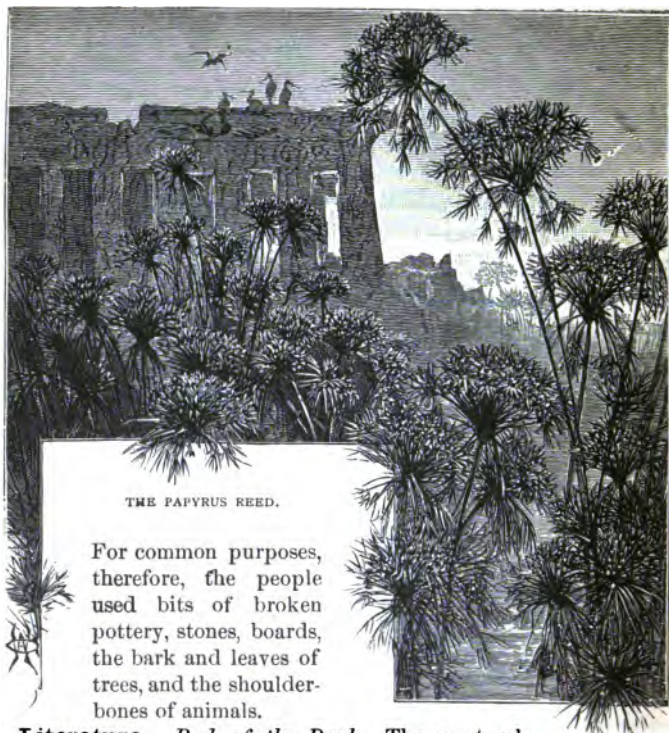 THE PAPYRUS REED.
For common purposes,
therefore, the people
used bits of broken
pottery, stones, boards,
the bark and leaves of
trees, and the shoulder-
bones of animals.